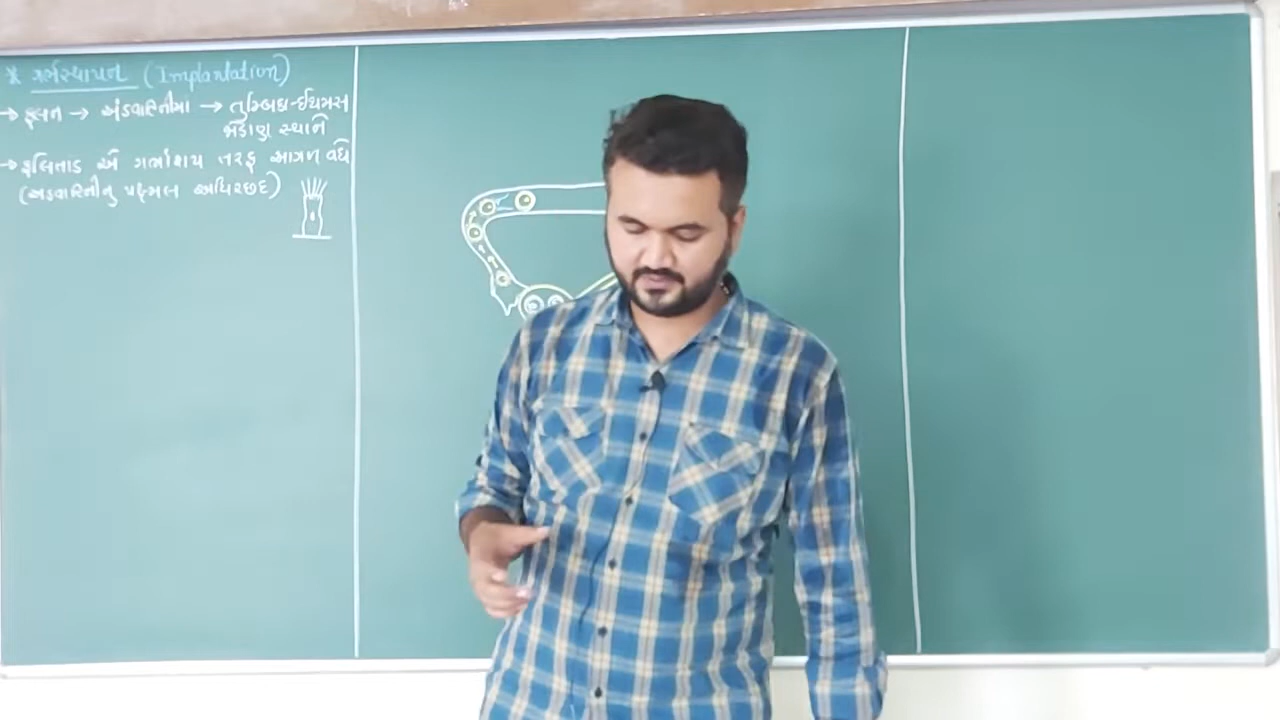 * ગર્ભસ્થાપન (Implantation)
→ ફલન → અંડવાહિનીમાં → તુમ્બિકા-ઈથમસ
જોડાણ સ્થાને
→ ફલિતાંડ એ ગર્ભાશય તરફ આગળ વધે
(અંડવાહિનીનું પક્ષ્મલ અધિચ્છદ)